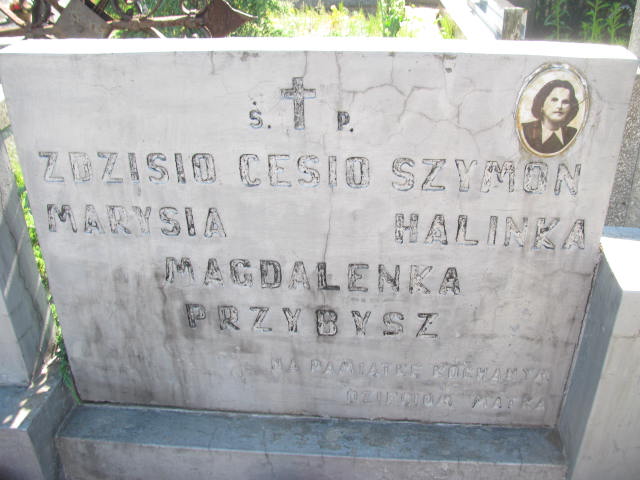 Ś. P.
ZDZISIO CESIO SZYMON
MARYSIA HALINKA
MAGDALENKA
PRZYBYSZ
NA PAMIĄTKĘ KOCHANYM
DZIECIOM MATKA